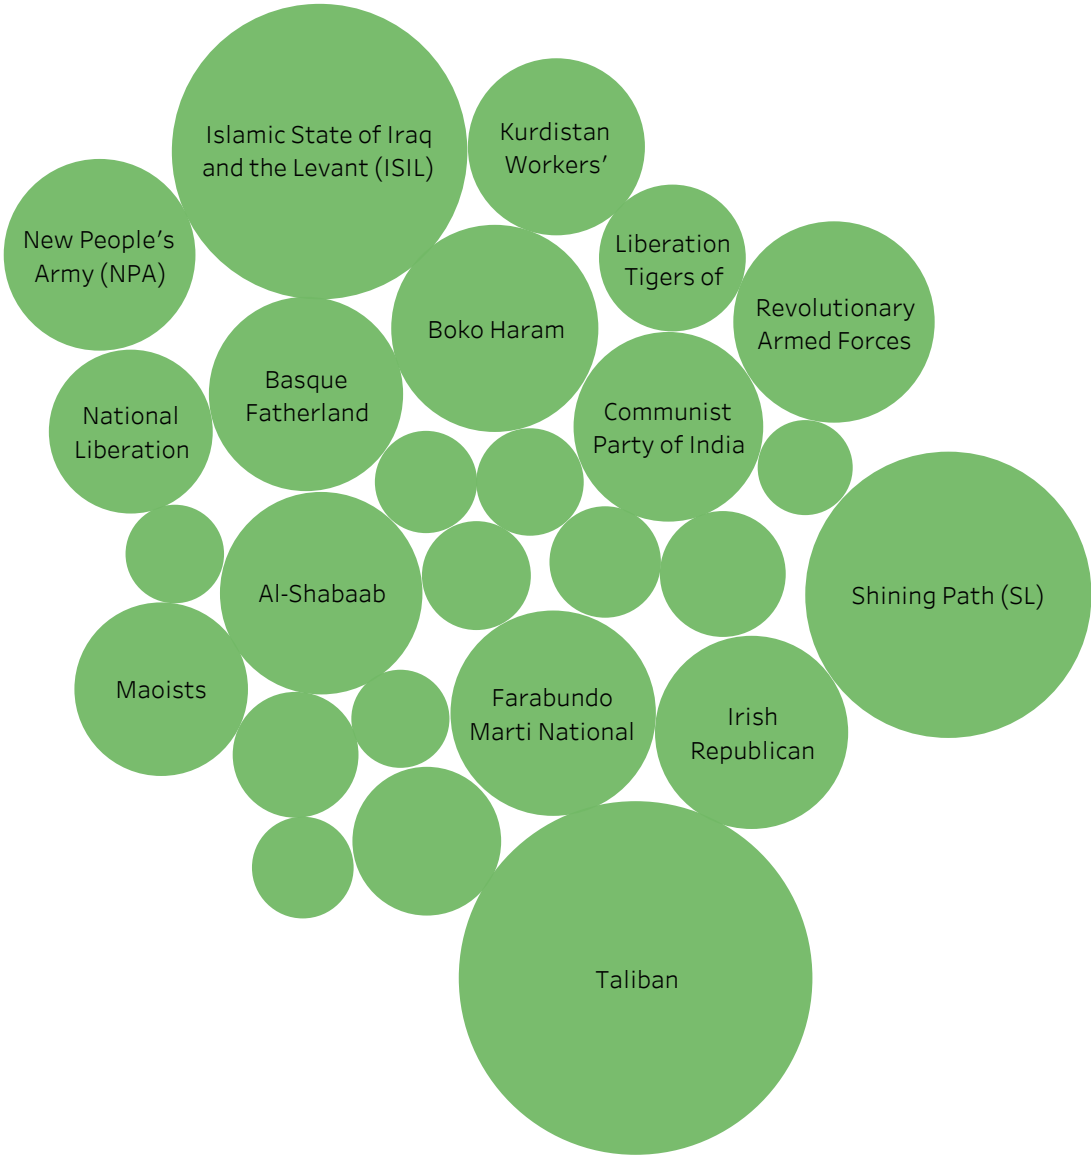 Islamic State of Iraq
and the Levant (ISIL)
Kurdistan
Workers’
New People’s
Army (NPA)
Liberation
Tigers of
Revolutionary
Armed Forces
Boko Haram
Basque
Fatherland
National
Liberation
Communist
Party of India
Al-Shabaab
Shining Path (SL)
Maoists
Farabundo
Marti National
Irish
Republican
Taliban